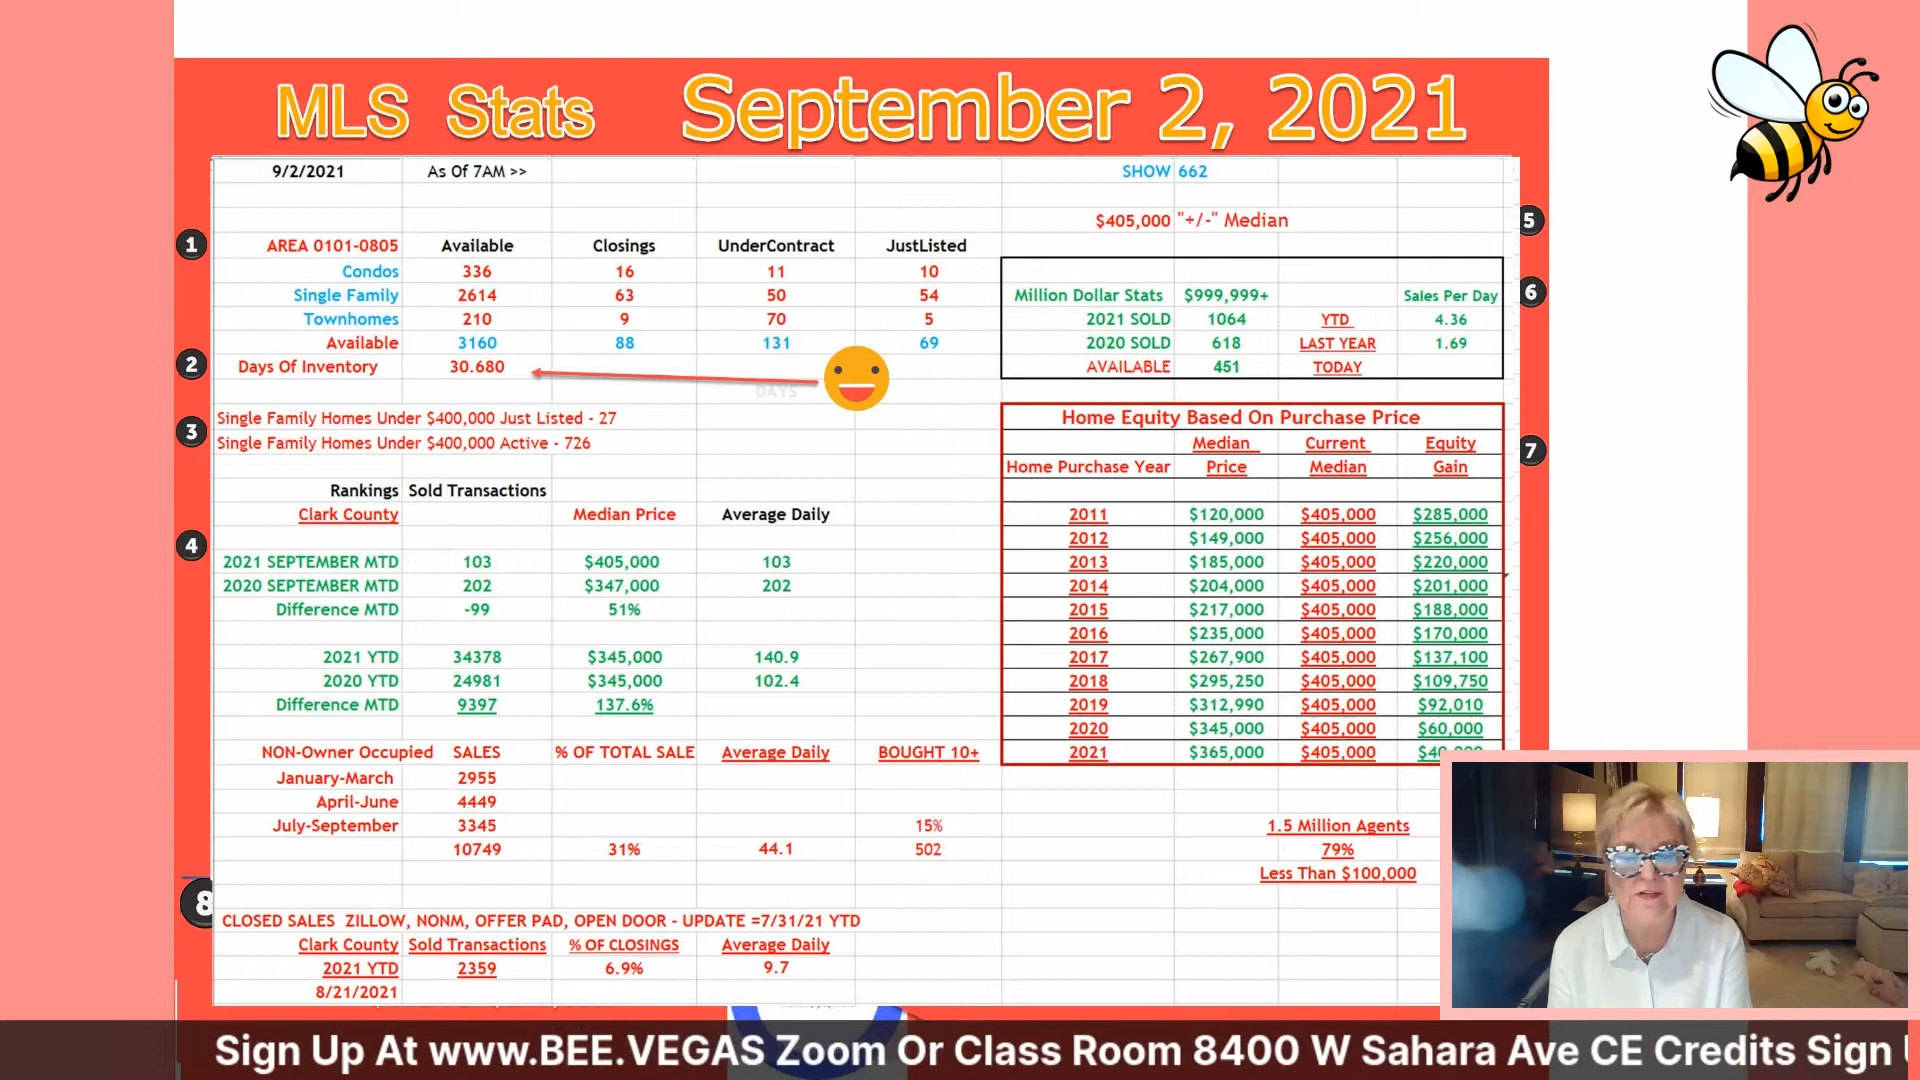 MLS Stats September 2, 2021
9/2/2021 As Of 7AM >> SHOW 662
5
$405,000 "+/-" Median
1
AREA 0101-0805 Available Closings UnderContract JustListed
Condos 336 16 11 10
Single Family 2614 63 50 54
Townhomes 210 9 70 5
Available 3160 88 131 69
2
Days Of Inventory 30.680
DAYS
6
Million Dollar Stats $999,999+ Sales Per Day
2021 SOLD 1064 YTD 4.36
2020 SOLD 618 LAST YEAR 1.69
AVAILABLE 451 TODAY
3
Single Family Homes Under $400,000 Just Listed - 27
Single Family Homes Under $400,000 Active - 726
Rankings Sold Transactions
Clark County Median Price Average Daily
4
2021 SEPTEMBER MTD 103 $405,000 103
2020 SEPTEMBER MTD 202 $347,000 202
Difference MTD -99 51%
2021 YTD 34378 $345,000 140.9
2020 YTD 24981 $345,000 102.4
Difference MTD 9397 137.6%
7
Home Equity Based On Purchase Price
Median Current Equity
Home Purchase Year Price Median Gain
2011 $120,000 $405,000 $285,000
2012 $149,000 $405,000 $256,000
2013 $185,000 $405,000 $220,000
2014 $204,000 $405,000 $201,000
2015 $217,000 $405,000 $188,000
2016 $235,000 $405,000 $170,000
2017 $267,900 $405,000 $137,100
2018 $295,250 $405,000 $109,750
2019 $312,990 $405,000 $92,010
2020 $345,000 $405,000 $60,000
2021 $365,000 $405,000
NON-Owner Occupied SALES % OF TOTAL SALE Average Daily BOUGHT 10+
January-March 2955
April-June 4449
July-September 3345 15%
10749 31% 44.1 502
1.5 Million Agents
79%
Less Than $100,000
8
CLOSED SALES ZILLOW, NONM, OFFER PAD, OPEN DOOR - UPDATE =7/31/21 YTD
Clark County Sold Transactions % OF CLOSINGS Average Daily
2021 YTD 2359 6.9% 9.7
8/21/2021
Sign Up At www.BEE.VEGAS Zoom Or Class Room 8400 W Sahara Ave CE Credits Sign